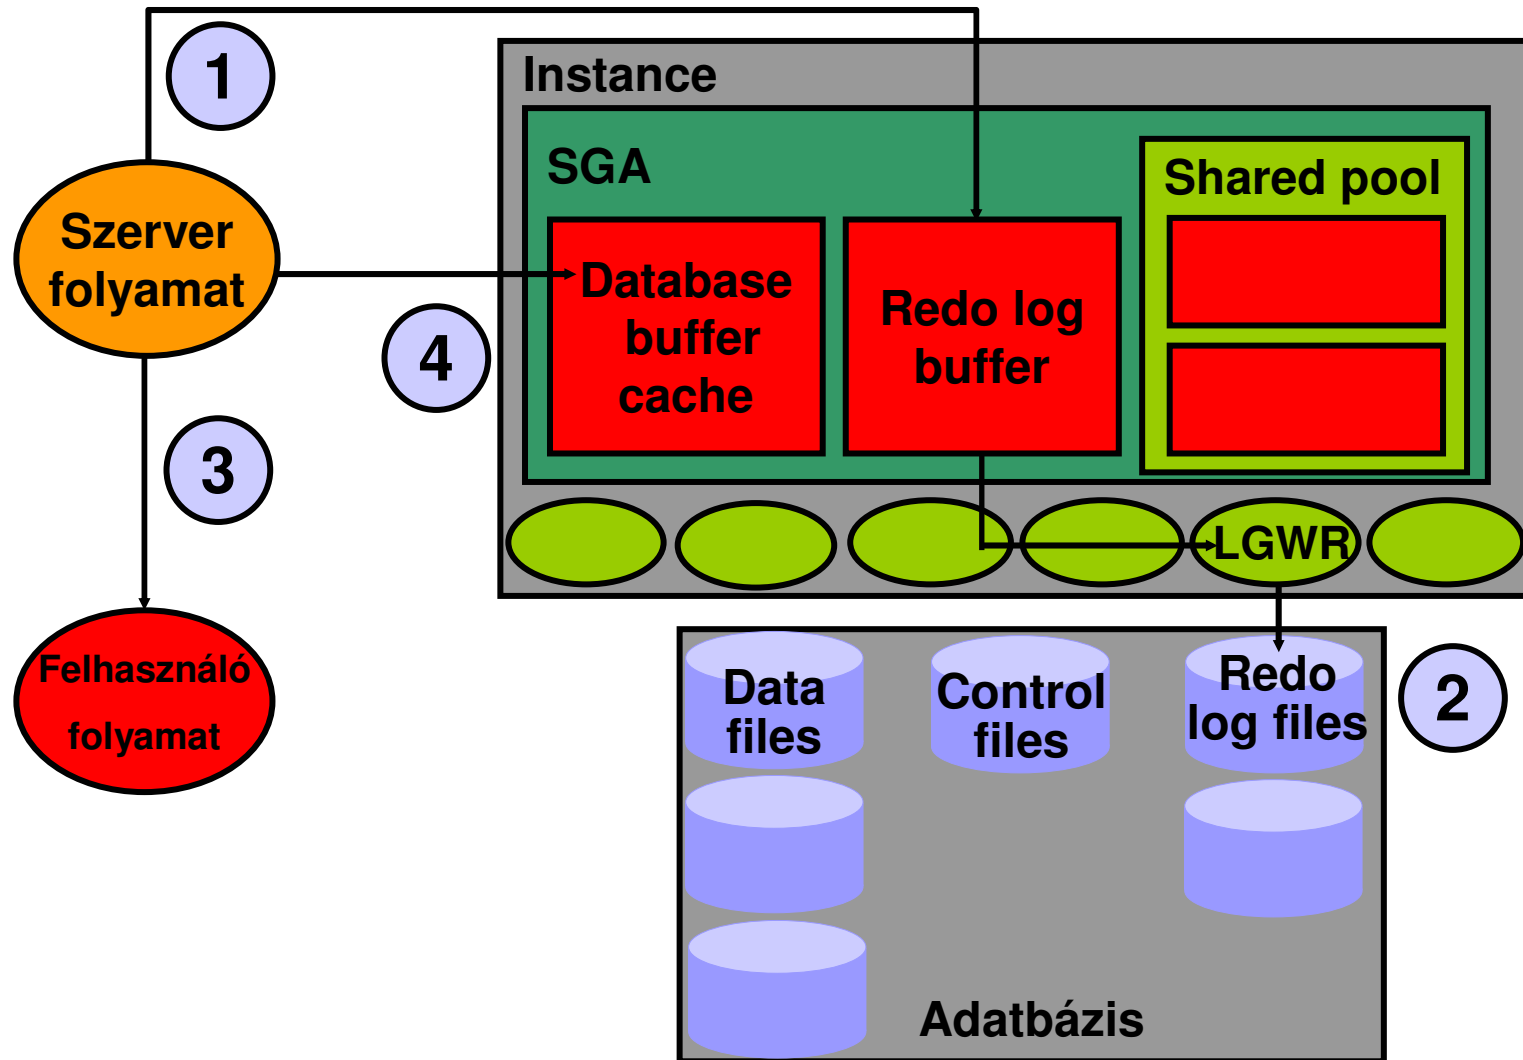 1
Instance
SGA
Shared pool
Szerver
folyamat
Database
buffer
cache
Redo log
buffer
4
3
LGWR
Felhasználó
folyamat
Data
files
Control
files
Redo
log files
2
Adatbázis